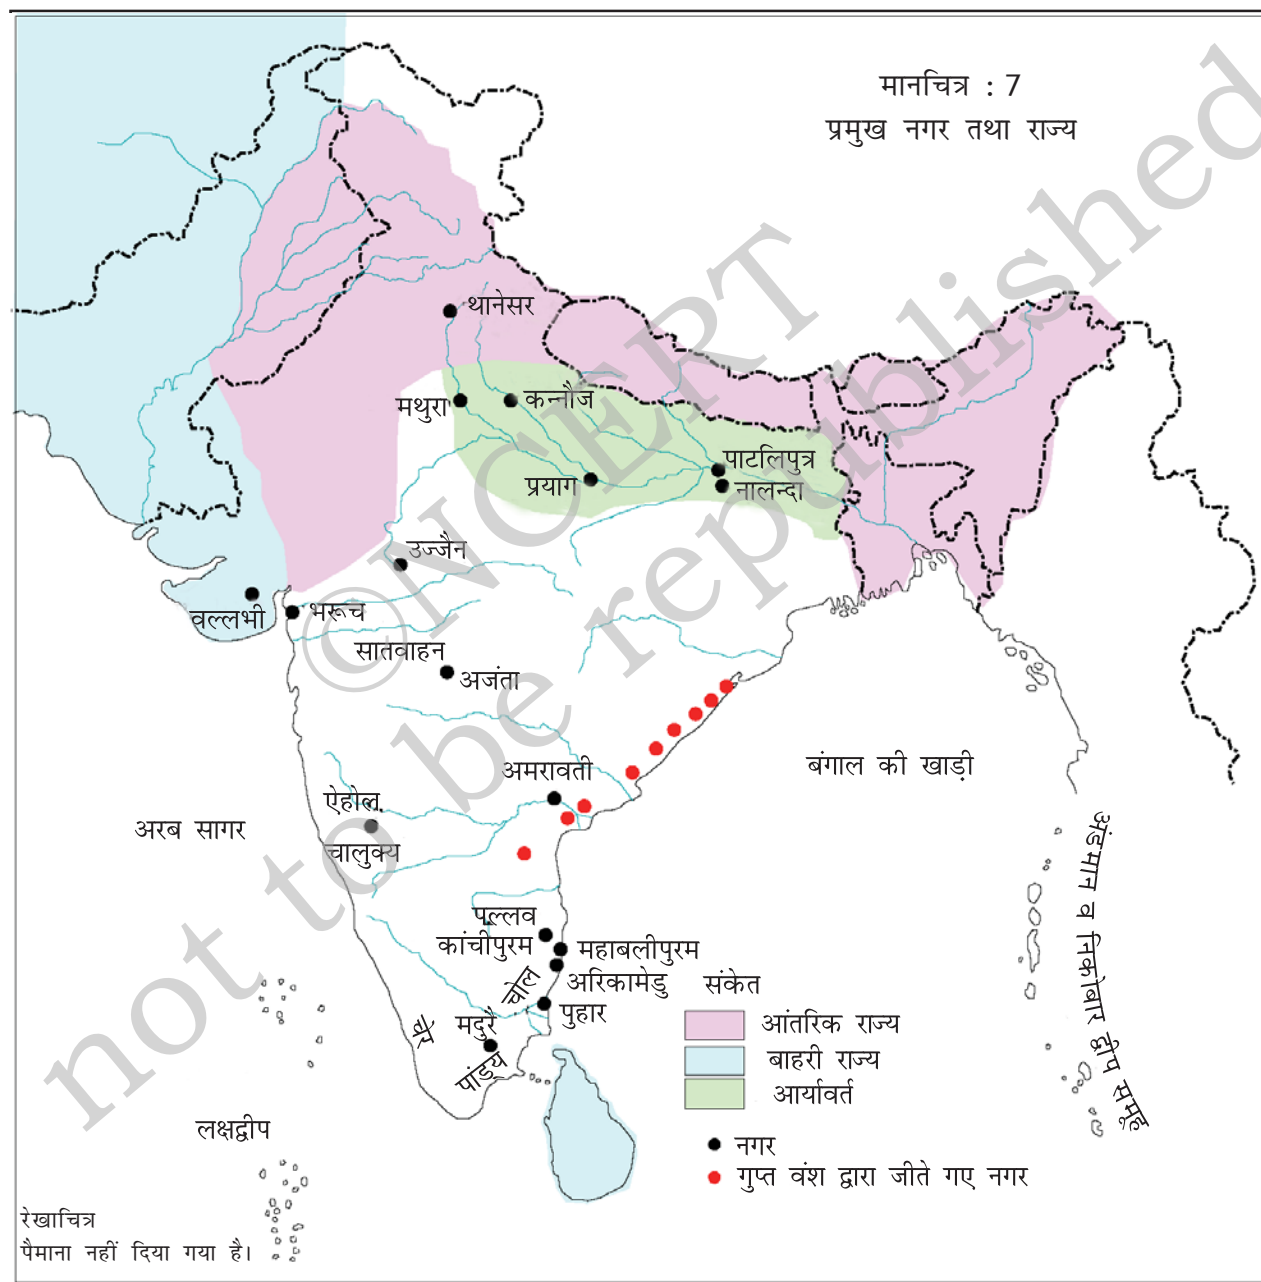 मानचित्र : 7
प्रमुख नगर तथा राज्य
थानेसर
मथुरा
कन्नौज
पाटलिपुत्र
नालन्दा
प्रयाग
उज्जैन
वल्लभी
भरूच
सातवाहन
अजंता
अमरावती
बंगाल की खाड़ी
ऐहोल
अरब सागर
चालुक्य
अंडमान व निकोबार द्वीप समूह
पल्लव
कांचीपुरम
महाबलीपुरम
अरिकामेडु
चोल
पुहार
चेर
मदुरै
पांड्य
लक्षद्वीप
संकेत
आंतरिक राज्य
बाहरी राज्य
आर्यावर्त
नगर
गुप्त वंश द्वारा जीते गए नगर
रेखाचित्र
पैमाना नहीं दिया गया है।
©NCERT
not to be republished